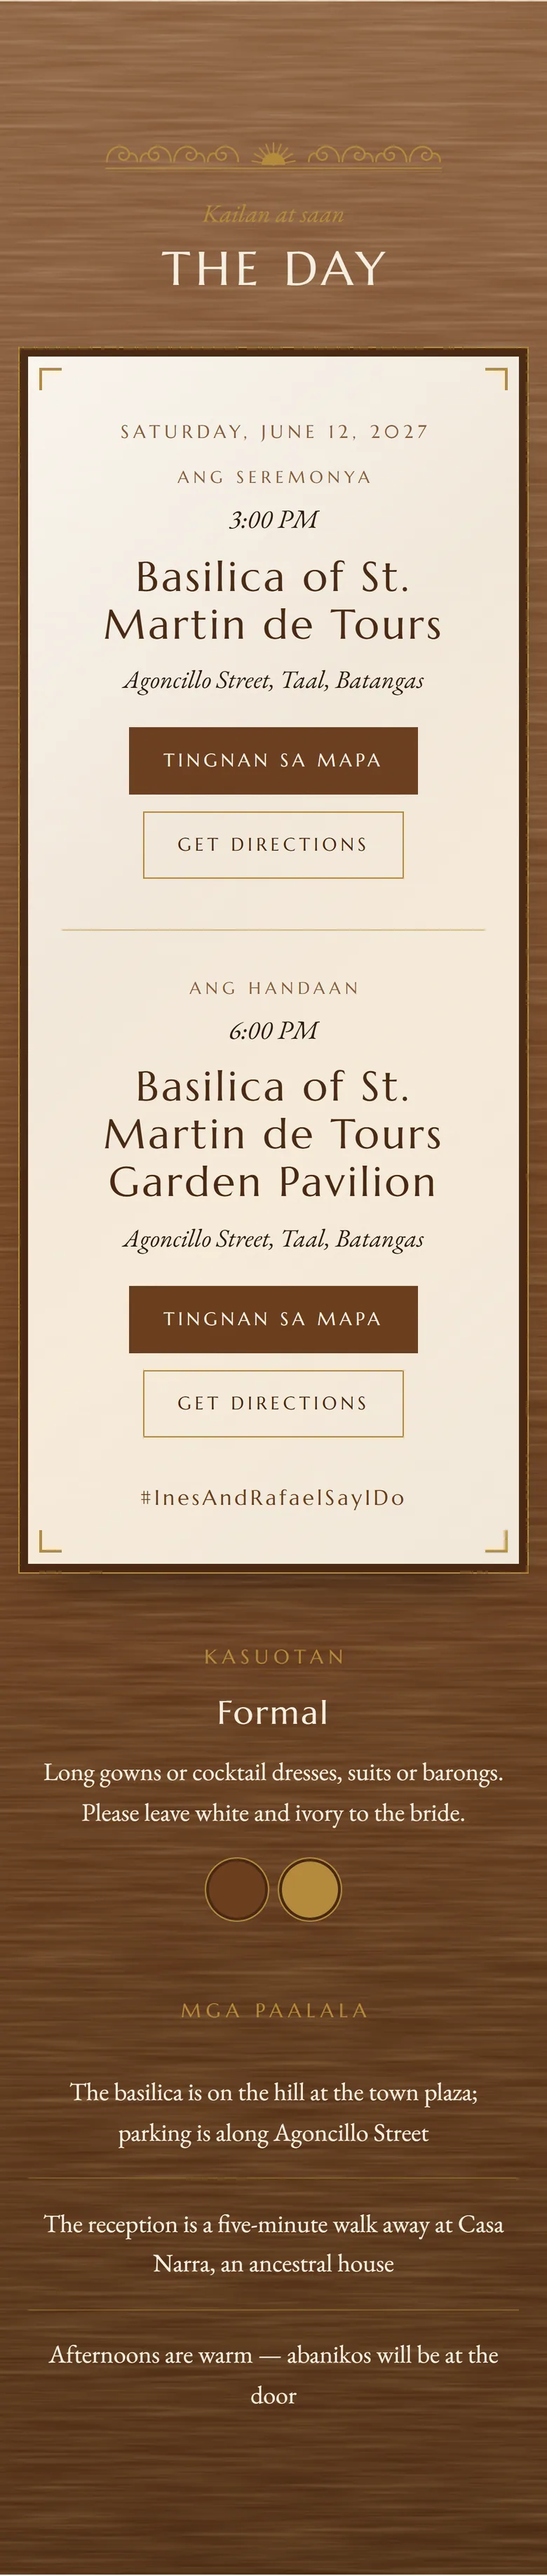 Kailan at saan
THE DAY
SATURDAY, JUNE 12, 2027
ANG SEREMONYA
3:00 PM
Basilica of St.
Martin de Tours
Agoncillo Street, Taal, Batangas
TINGNAN SA MAPA
GET DIRECTIONS
ANG HANDAAN
6:00 PM
Basilica of St.
Martin de Tours
Garden Pavilion
Agoncillo Street, Taal, Batangas
TINGNAN SA MAPA
GET DIRECTIONS
#InesAndRafaelSayIDo
KASUOTAN
Formal
Long gowns or cocktail dresses, suits or barongs.
Please leave white and ivory to the bride.
MGA PAALALA
The basilica is on the hill at the town plaza;
parking is along Agoncillo Street
The reception is a five-minute walk away at Casa
Narra, an ancestral house
Afternoons are warm — abanikos will be at the
door